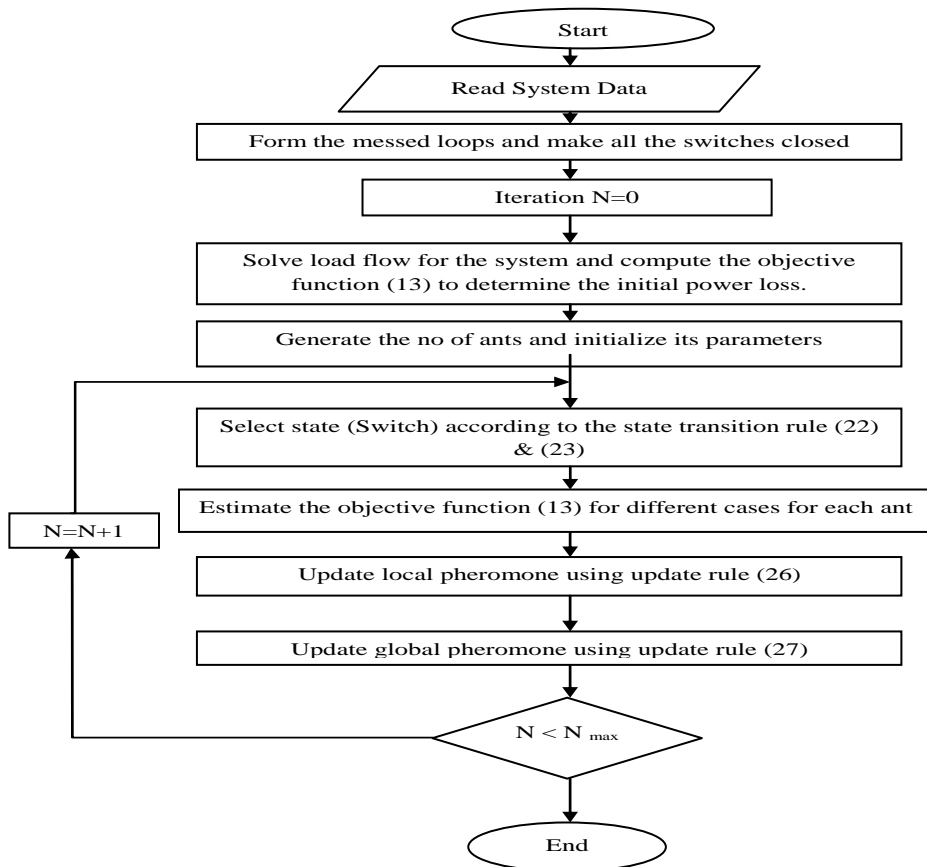 Start
Read System Data
Form the messed loops and make all the switches closed
Iteration N=0
Solve load flow for the system and compute the objective
function (13) to determine the initial power loss.
Generate the no of ants and initialize its parameters
Select state (Switch) according to the state transition rule (22)
& (23)
Estimate the objective function (13) for different cases for each ant
N=N+1
Update local pheromone using update rule (26)
Update global pheromone using update rule (27)
N < N max
End